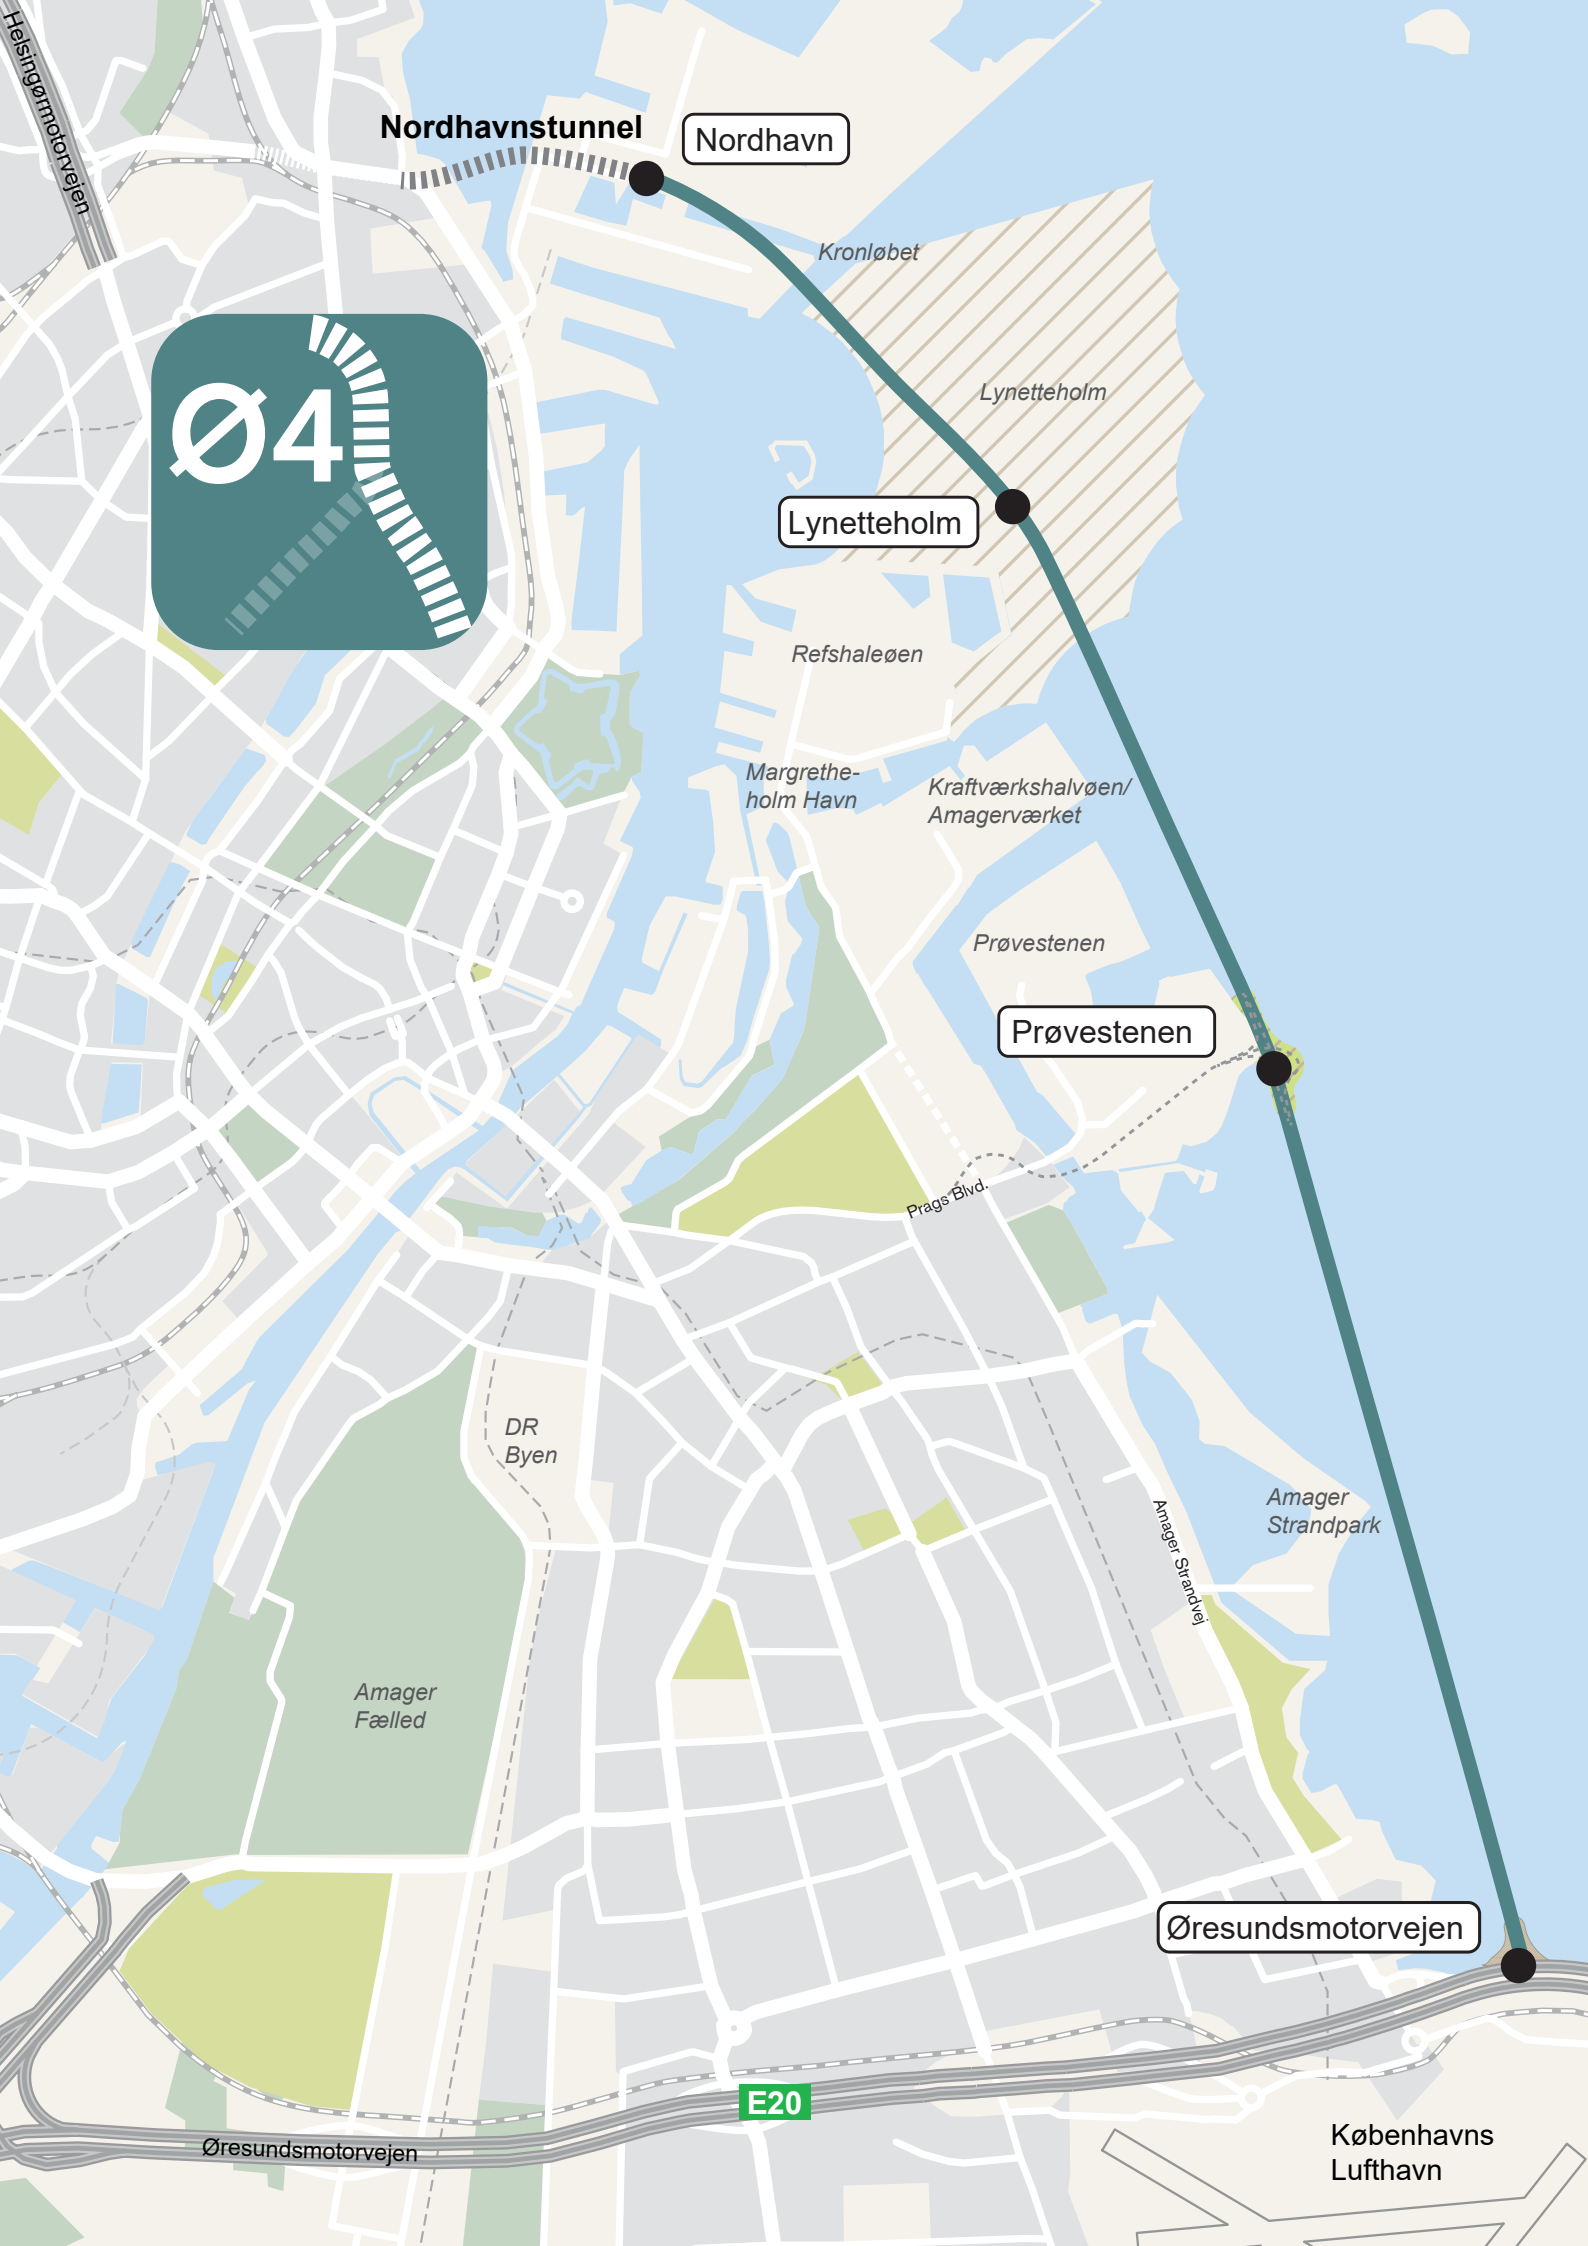 Helsingørmotorvejen
Nordhavnstunnel
Nordhavn
Kronløbet
Lynetteholm
Ø4
Lynetteholm
Refshaleøen
Margrethe-
holm Havn
Kraftværkshalvøen/
Amagerværket
Prøvestenen
Prøvestenen
Prags Blvd.
DR
Byen
Amager
Strandpark
Amager Strandvej
Amager
Fælled
Øresundsmotorvejen
E20
Øresundsmotorvejen
Københavns
Lufthavn